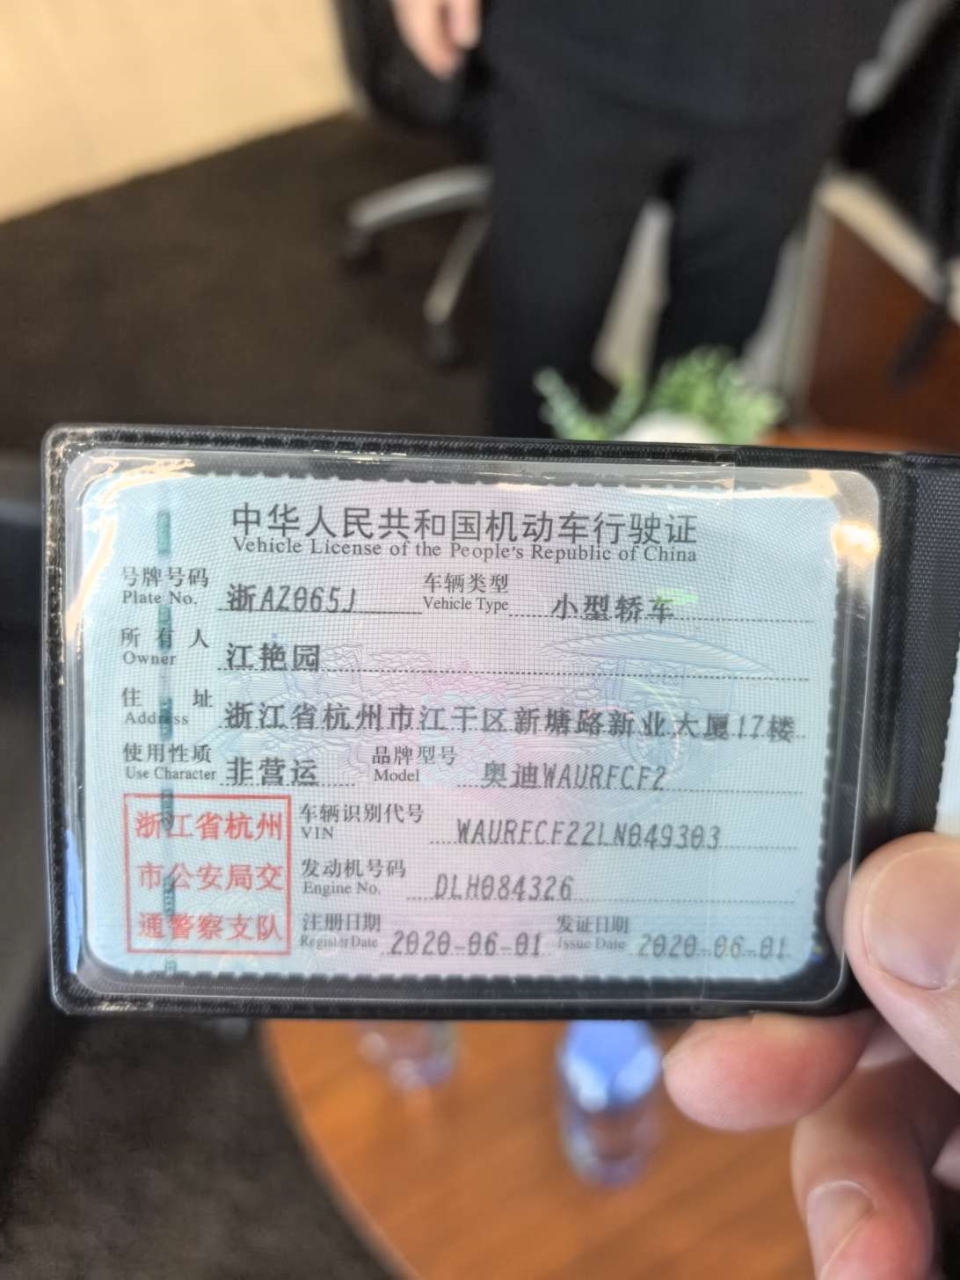 中华人民共和国机动车行驶证
Vehicle License of the People's Republic of China
号牌号码 浙AZ065J 车辆类型 小型轿车
Plate No. Vehicle Type
所有人 江艳园
Owner
住址 浙江省杭州市江干区新塘路新业大厦17楼
Address
使用性质 非营运 品牌型号 奥迪WAURFCF2
Use Character Model
浙江省杭州
市公安局交
通警察支队
车辆识别代号 WAURFCF22LN049303
VIN
发动机号码 DLH084326
Engine No.
注册日期 2020-06-01 发证日期 2020-06-01
Register Date Issue Date